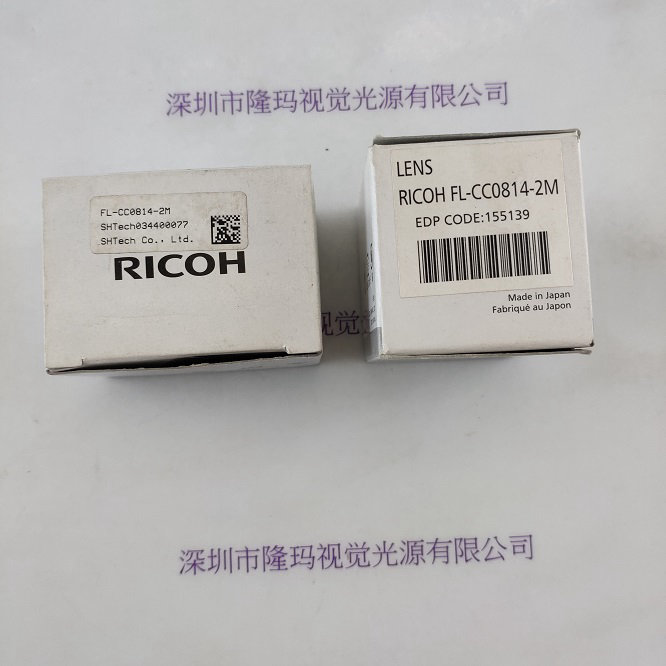 深圳市隆玛视觉光源有限公司
FL-CC0814-2M
SHTech034400077
SHTech Co., Ltd.
RICOH
LENS
RICOH FL-CC0814-2M
EDP CODE:155139
Made in Japan
Fabriqué au Japon
视觉
深圳市隆玛视觉光源有限公司